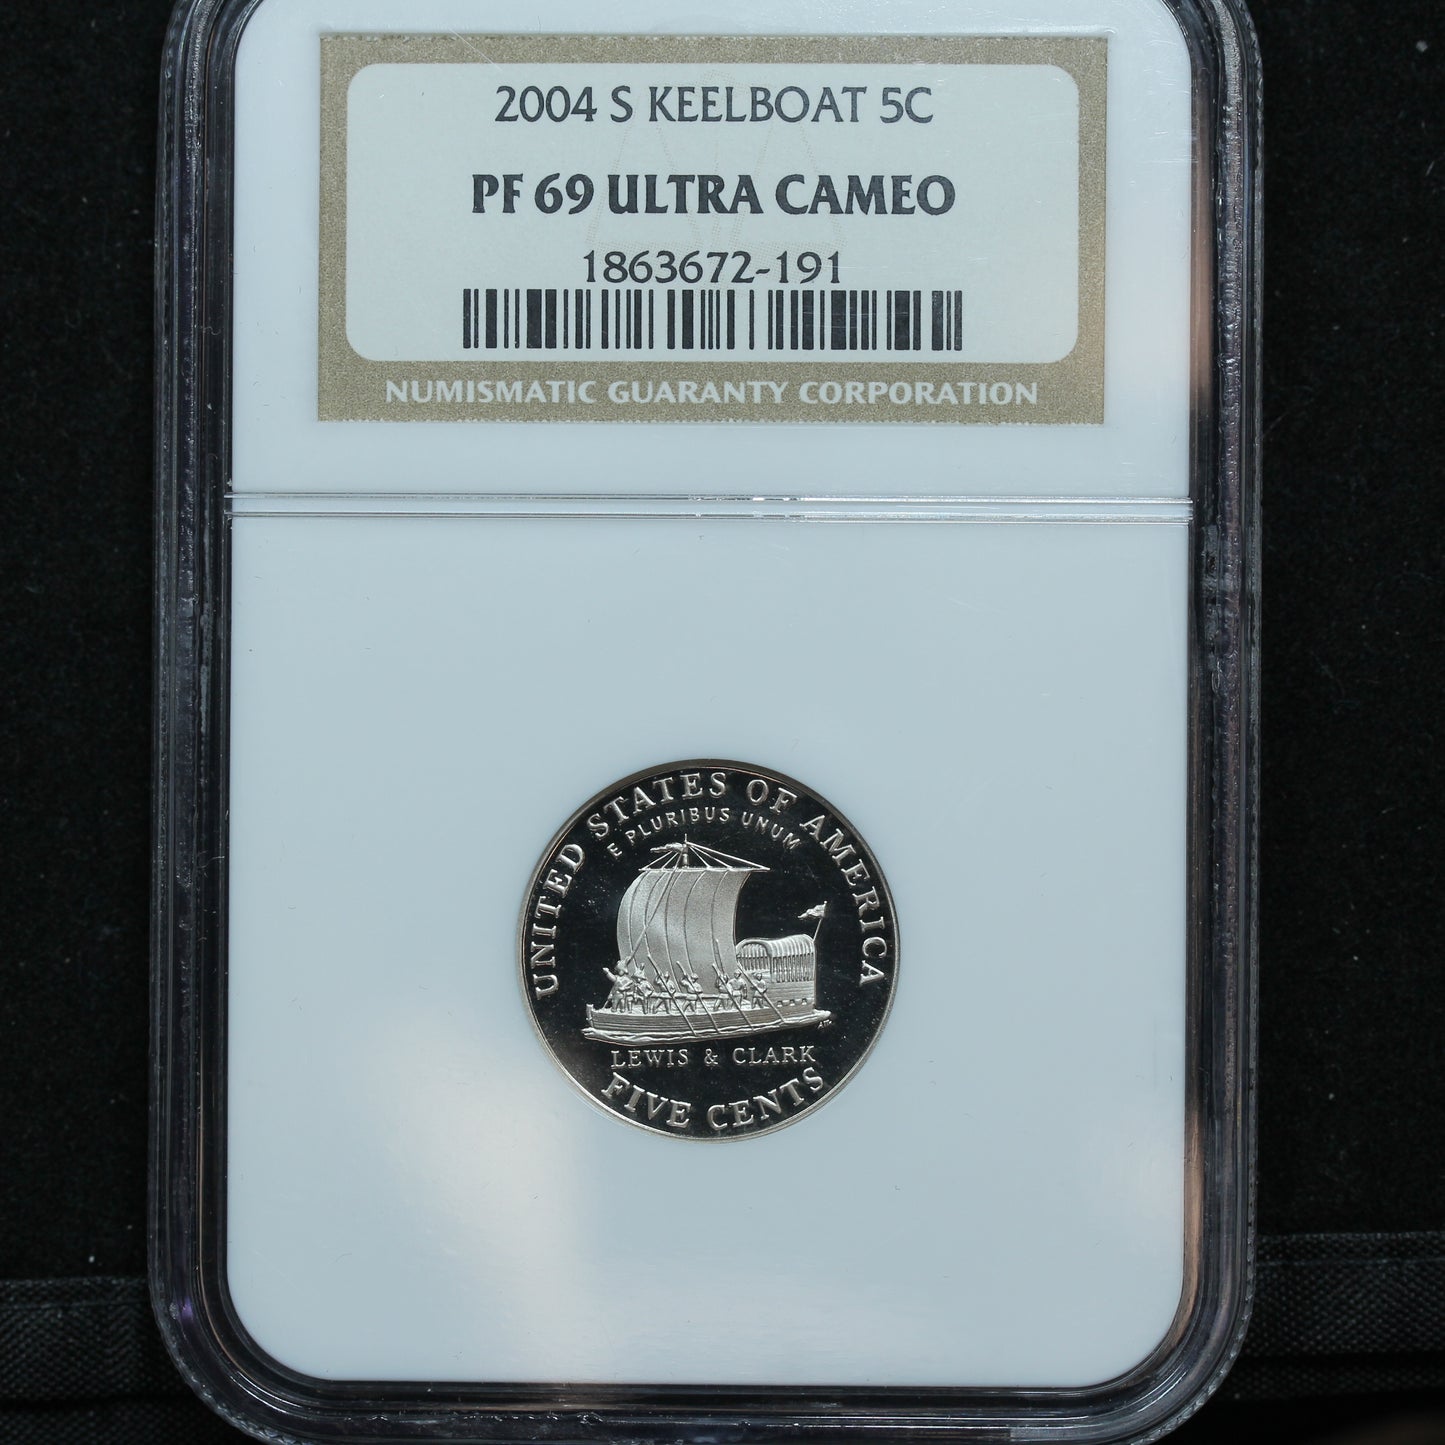 2004 S KEELBOAT 5C
PF 69 ULTRA CAMEO
1863672-191
NUMISMATIC GUARANTY CORPORATION
UNITED STATES OF AMERICA
E PLURIBUS UNUM
LEWIS & CLARK
FIVE CENTS